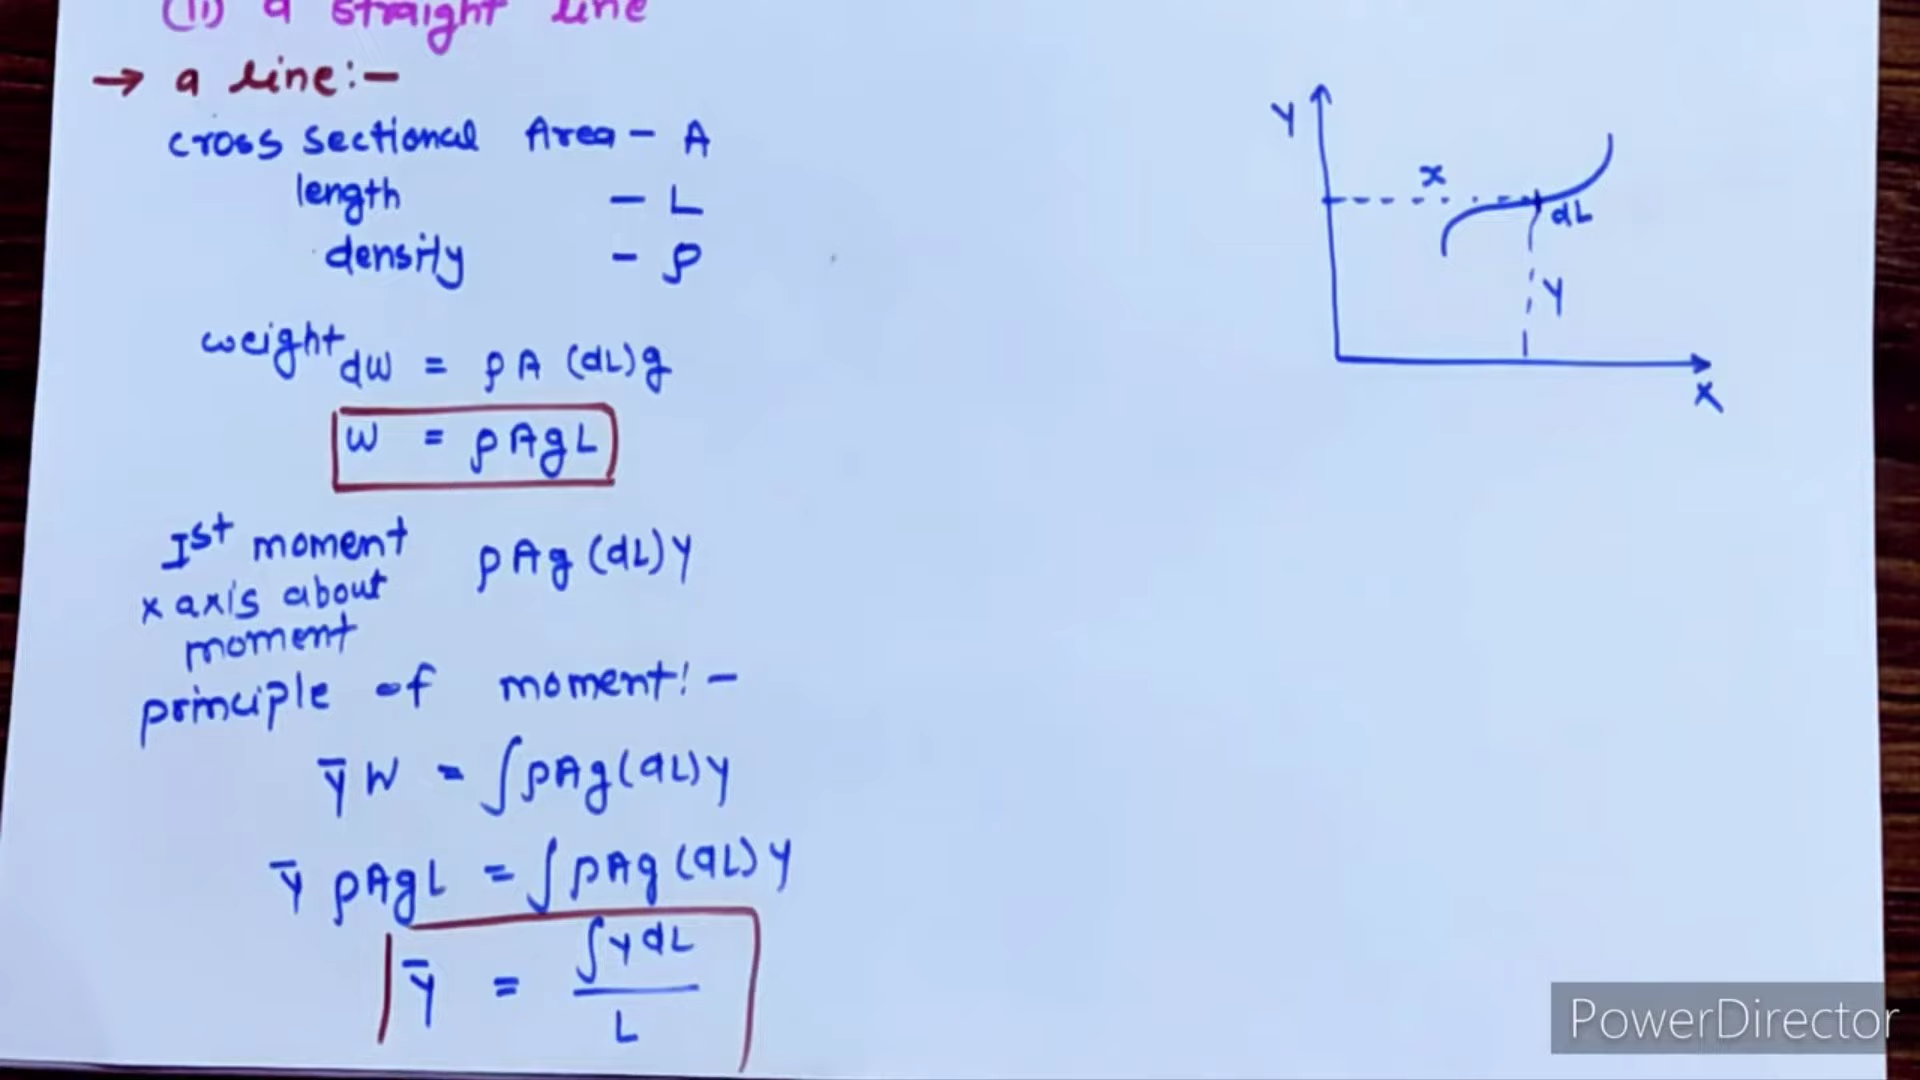 (ii) a straight line
→ a line:-
cross sectional Area - A
length - L
density - ρ
weight dW = ρA (dL)g
W = ρAgL
Ist moment ρAg(dL)Y
x axis about
moment
principle of moment:-
Ȳ W = ∫ρAg(dL)Y
Ȳ ρAgL = ∫ρAg(dL)Y
Ȳ = ∫YdL / L
Y
x
dL
Y
X
PowerDirector